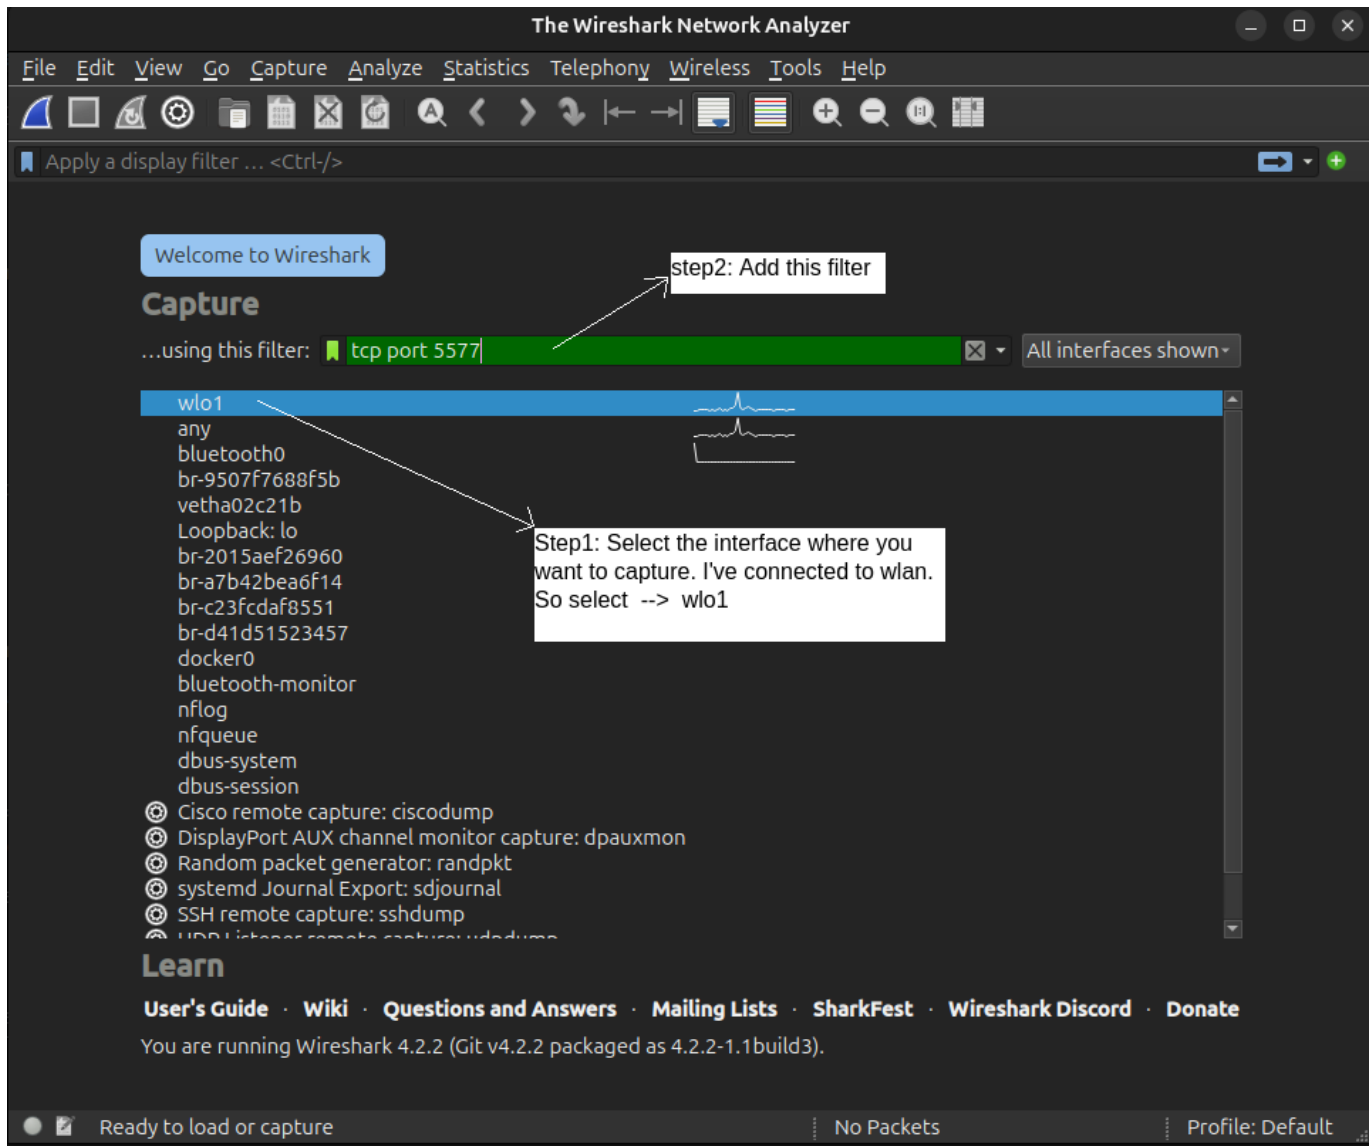 The Wireshark Network Analyzer
File Edit View Go Capture Analyze Statistics Telephony Wireless Tools Help
Apply a display filter … <Ctrl-/>
Welcome to Wireshark
step2: Add this filter
Capture
…using this filter: tcp port 5577 All interfaces shown
wlo1
any
bluetooth0
br-9507f7688f5b
vetha02c21b
Loopback: lo
br-2015aef26960
br-a7b42bea6f14
br-c23fcdaf8551
br-d41d51523457
docker0
bluetooth-monitor
nflog
nfqueue
dbus-system
dbus-session
Step1: Select the interface where you
want to capture. I've connected to wlan.
So select --> wlo1
Cisco remote capture: ciscodump
DisplayPort AUX channel monitor capture: dpauxmon
Random packet generator: randpkt
systemd Journal Export: sdjournal
SSH remote capture: sshdump
UDP Listener remote capture: udpdump
Learn
User's Guide · Wiki · Questions and Answers · Mailing Lists · SharkFest · Wireshark Discord · Donate
You are running Wireshark 4.2.2 (Git v4.2.2 packaged as 4.2.2-1.1build3).
Ready to load or capture No Packets Profile: Default